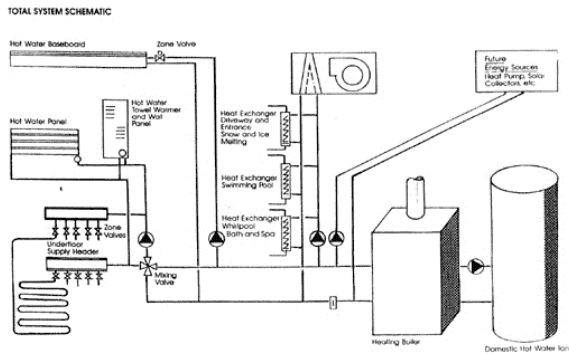 TOTAL SYSTEM SCHEMATIC
Hot Water Baseboard
Zone Valve
Future
Energy Sources
Heat Pump, Solar
Collectors, etc.
Hot Water
Towel Warmer
and Wall
Panel
Hot Water Panel
Heat Exchanger
Driveway and
Entrance
Snow and Ice
Melting
Heat Exchanger
Swimming Pool
Heat Exchanger
Whirlpool
Bath and Spa
Zone
Valves
Underfloor
Supply Header
Mixing
Valve
Heating Boiler
Domestic Hot Water Tan